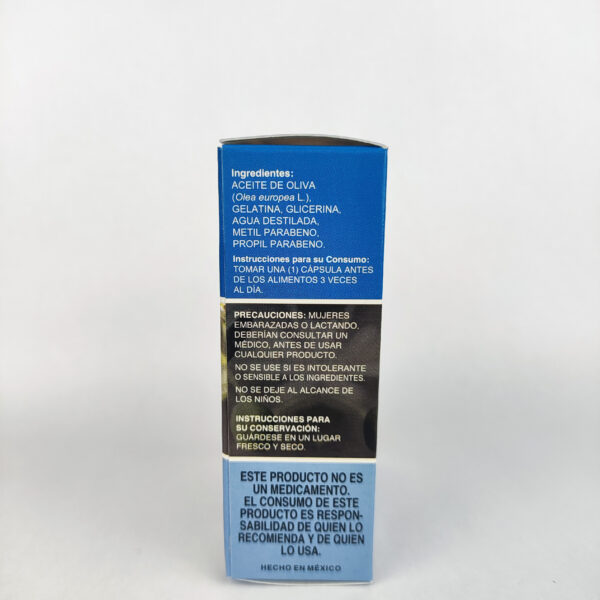 Ingredientes:
ACEITE DE OLIVA
(Olea europea L.),
GELATINA, GLICERINA,
AGUA DESTILADA,
METIL PARABENO,
PROPIL PARABENO.
Instrucciones para su Consumo:
TOMAR UNA (1) CÁPSULA ANTES
DE LOS ALIMENTOS 3 VECES
AL DÍA.
PRECAUCIONES: MUJERES
EMBARAZADAS O LACTANDO.
DEBERÍAN CONSULTAR UN
MÉDICO, ANTES DE USAR
CUALQUIER PRODUCTO.
NO SE USE SI ES INTOLERANTE
O SENSIBLE A LOS INGREDIENTES.
NO SE DEJE AL ALCANCE DE
LOS NIÑOS.
INSTRUCCIONES PARA
SU CONSERVACIÓN:
GUÁRDESE EN UN LUGAR
FRESCO Y SECO.
ESTE PRODUCTO NO ES
UN MEDICAMENTO.
EL CONSUMO DE ESTE
PRODUCTO ES RESPON-
SABILIDAD DE QUIEN LO
RECOMIENDA Y DE QUIEN
LO USA.
HECHO EN MÉXICO